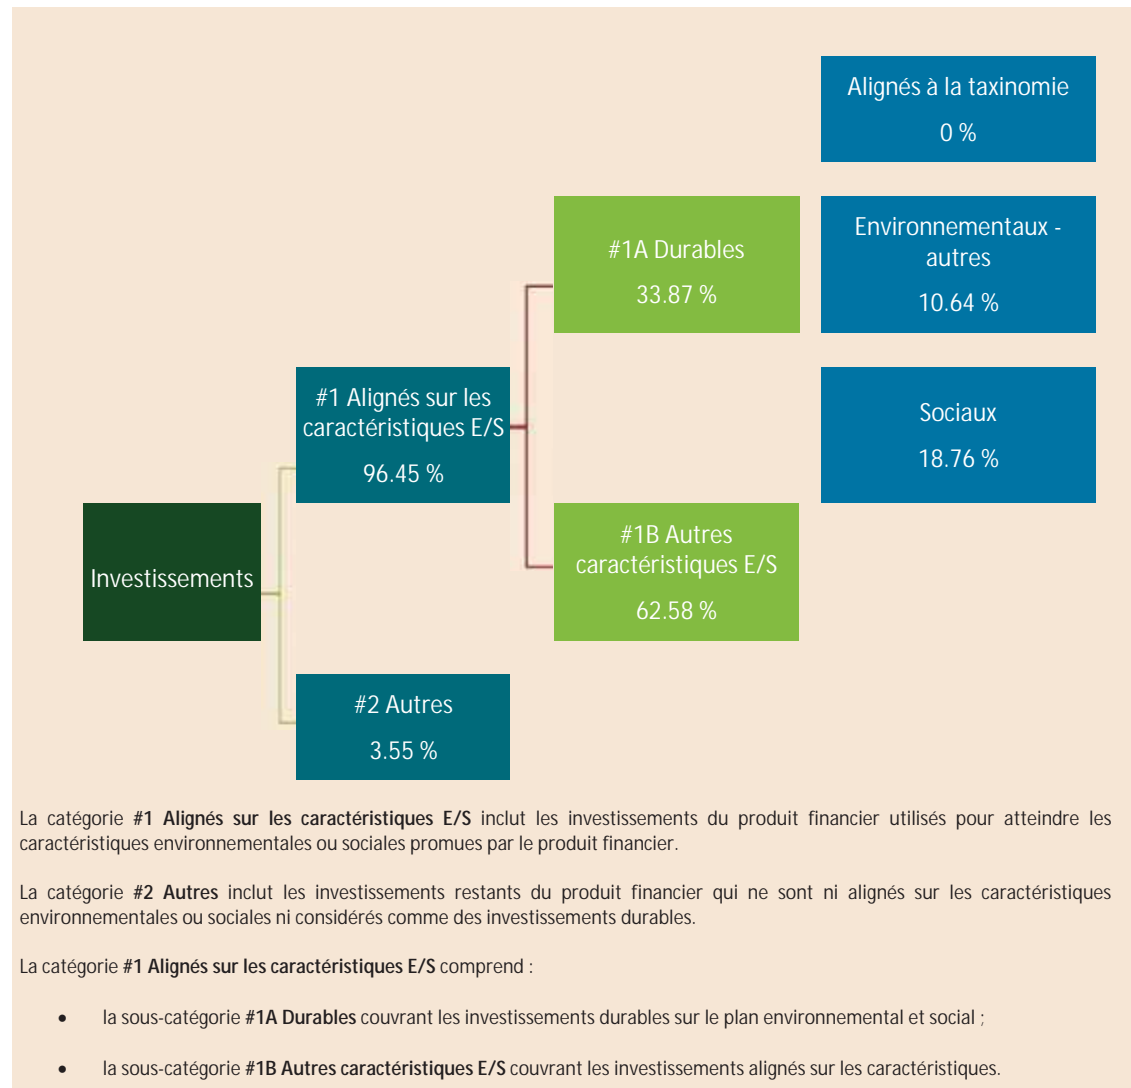 Alignés à la taxinomie
0 %
Environnementaux -
autres
10.64 %
#1A Durables
33.87 %
Sociaux
18.76 %
#1 Alignés sur les
caractéristiques E/S
96.45 %
#1B Autres
caractéristiques E/S
62.58 %
Investissements
#2 Autres
3.55 %
La catégorie #1 Alignés sur les caractéristiques E/S inclut les investissements du produit financier utilisés pour atteindre les
caractéristiques environnementales ou sociales promues par le produit financier.
La catégorie #2 Autres inclut les investissements restants du produit financier qui ne sont ni alignés sur les caractéristiques
environnementales ou sociales ni considérés comme des investissements durables.
La catégorie #1 Alignés sur les caractéristiques E/S comprend :
• la sous-catégorie #1A Durables couvrant les investissements durables sur le plan environnemental et social ;
• la sous-catégorie #1B Autres caractéristiques E/S couvrant les investissements alignés sur les caractéristiques.